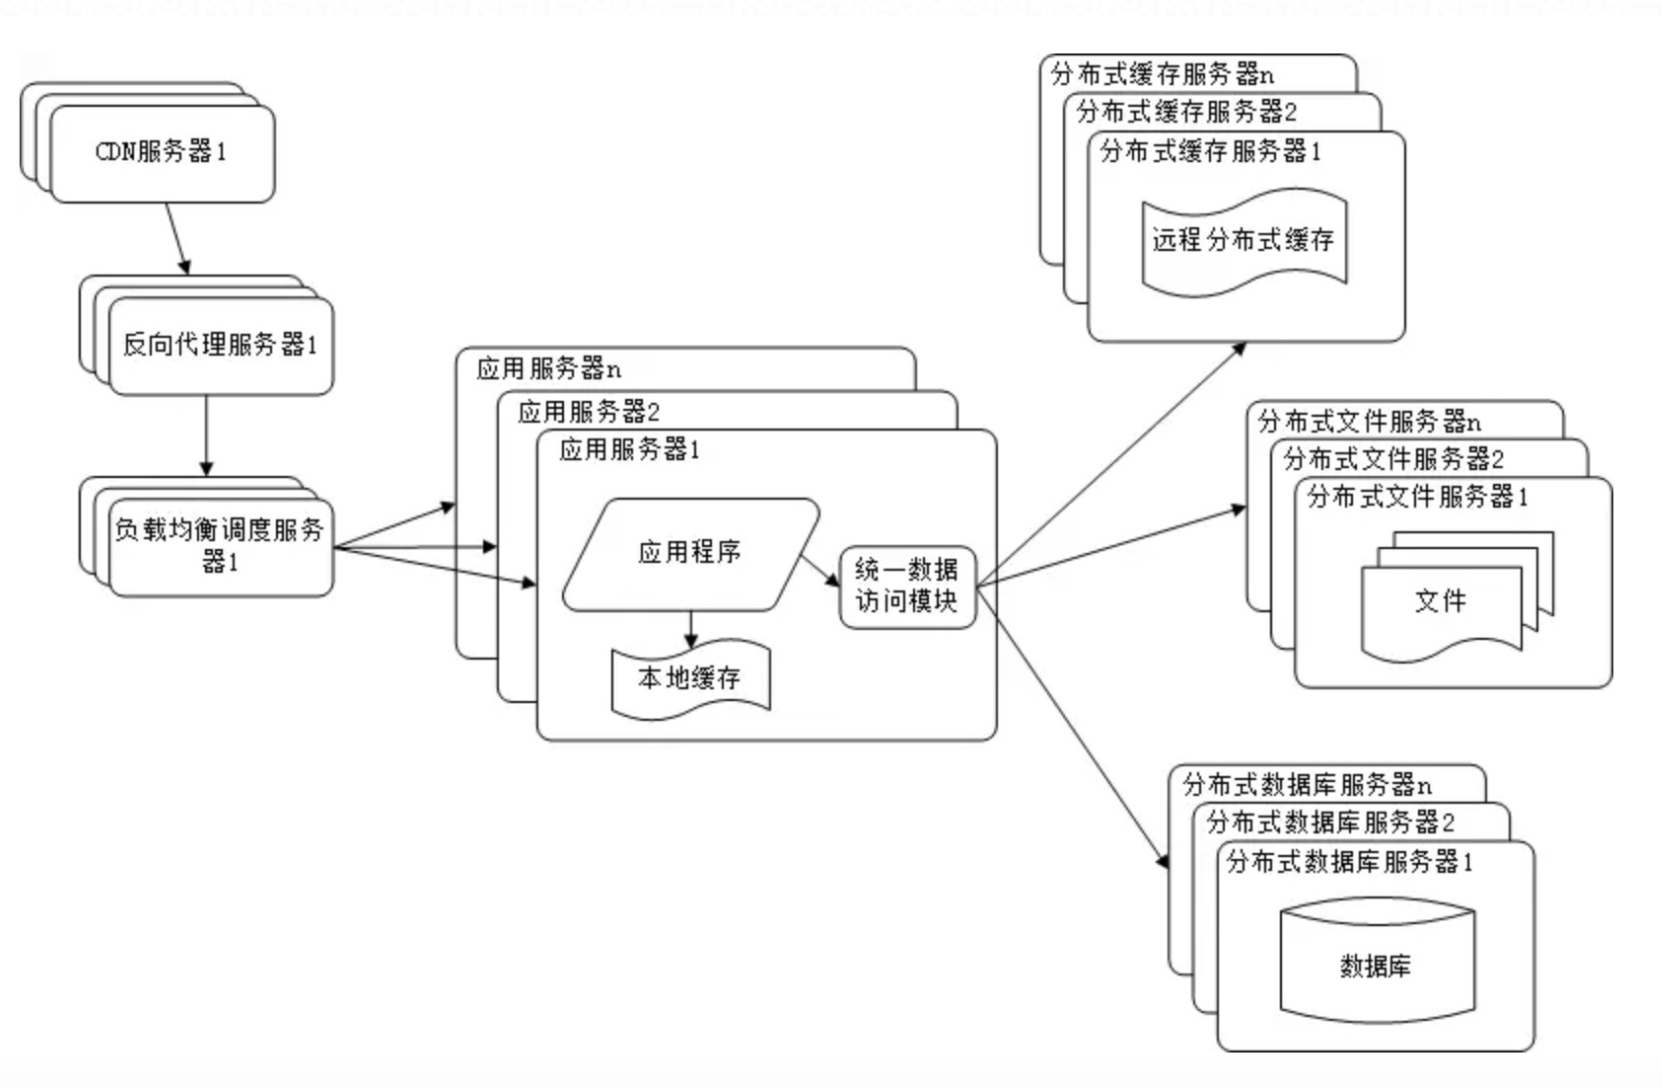 CDN服务器1
反向代理服务器1
负载均衡调度服务
器1
应用服务器n
应用服务器2
应用服务器1
应用程序
本地缓存
统一数据
访问模块
分布式缓存服务器n
分布式缓存服务器2
分布式缓存服务器1
远程分布式缓存
分布式文件服务器n
分布式文件服务器2
分布式文件服务器1
文件
分布式数据库服务器n
分布式数据库服务器2
分布式数据库服务器1
数据库